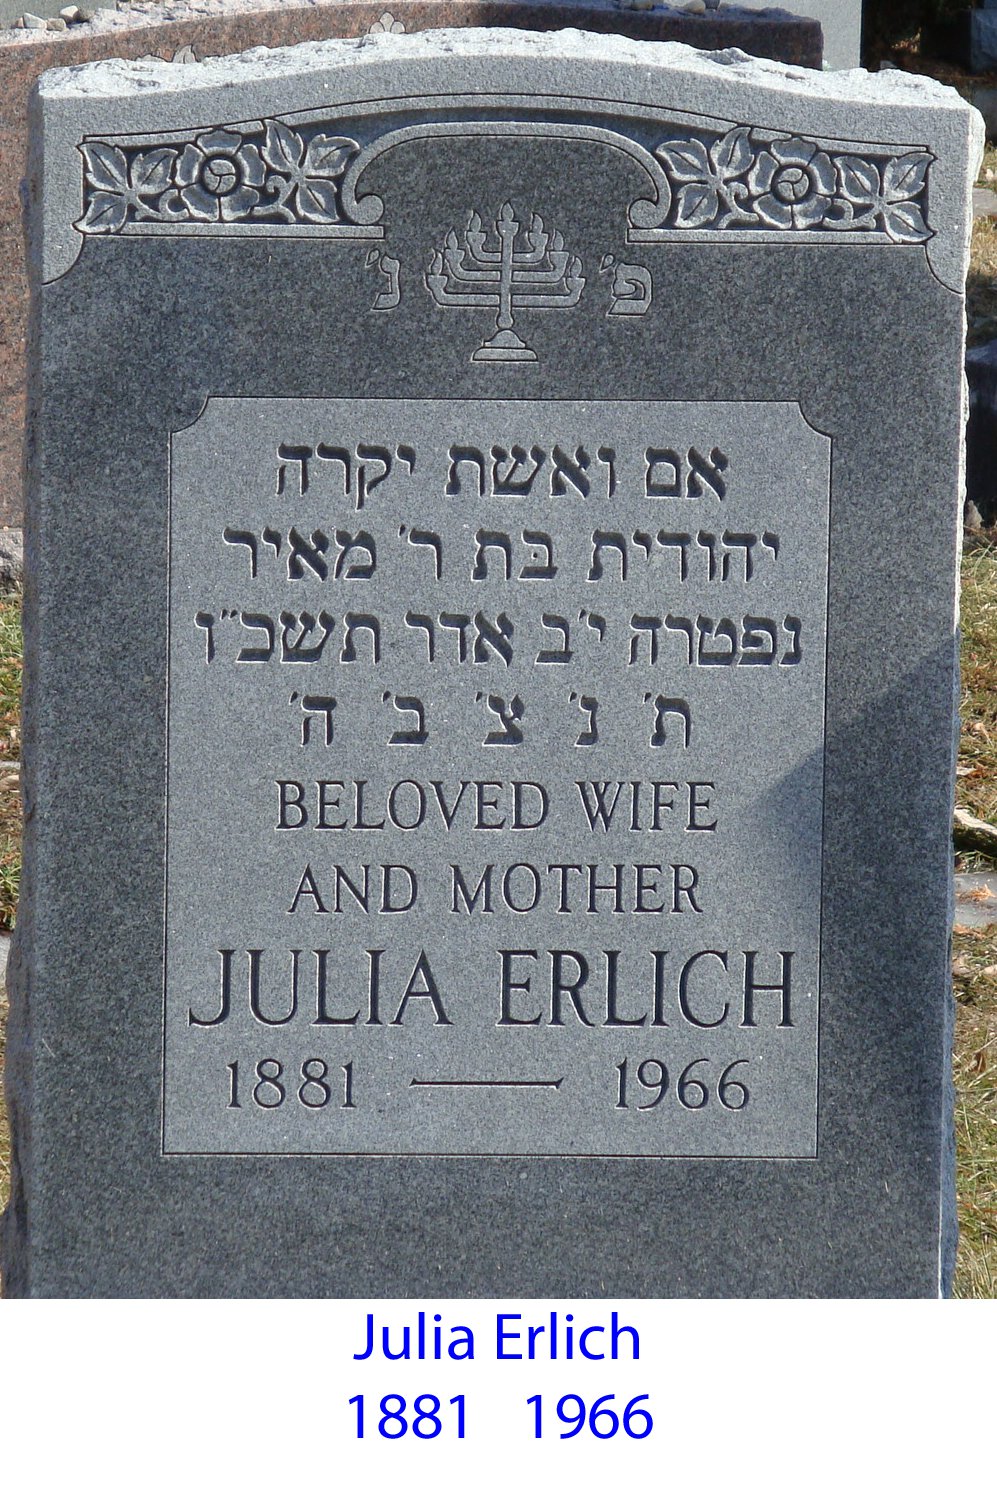 פ׳ נ׳
אם ואשת יקרה
יהודית בת ר׳ מאיר
נפטרה י״ב אדר תשכ״ו
ת׳ נ׳ צ׳ ב׳ ה׳
BELOVED WIFE
AND MOTHER
JULIA ERLICH
1881 — 1966
Julia Erlich
1881 1966